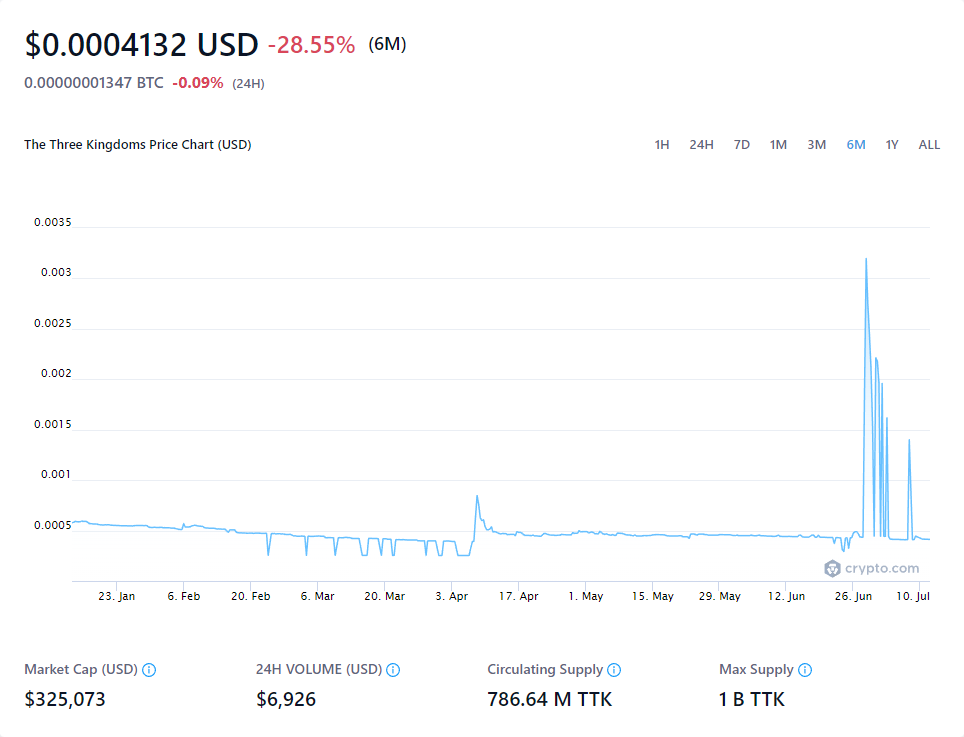 $0.0004132 USD -28.55% (6M)
0.00000001347 BTC -0.09% (24H)
The Three Kingdoms Price Chart (USD) 1H 24H 7D 1M 3M 6M 1Y ALL
0.0035
0.003
0.0025
0.002
0.0015
0.001
0.0005
crypto.com
23. Jan 6. Feb 20. Feb 6. Mar 20. Mar 3. Apr 17. Apr 1. May 15. May 29. May 12. Jun 26. Jun 10. Jul
Market Cap (USD) 24H VOLUME (USD) Circulating Supply Max Supply
$325,073 $6,926 786.64 M TTK 1 B TTK